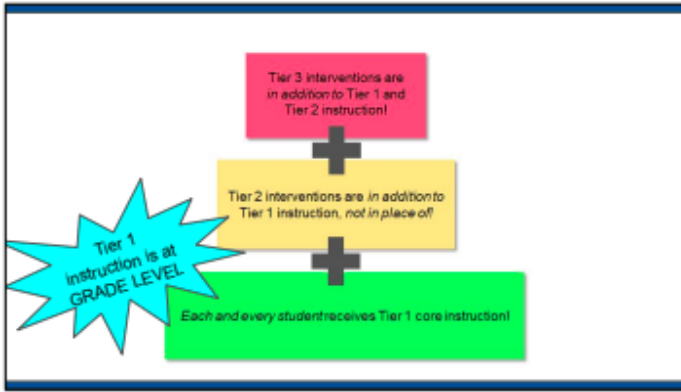 Tier 3 interventions are
in addition to Tier 1 and
Tier 2 instruction!
Tier 2 interventions are in addition to
Tier 1 instruction, not in place of!
Tier 1
instruction is at
GRADE LEVEL
Each and every student receives Tier 1 core instruction!